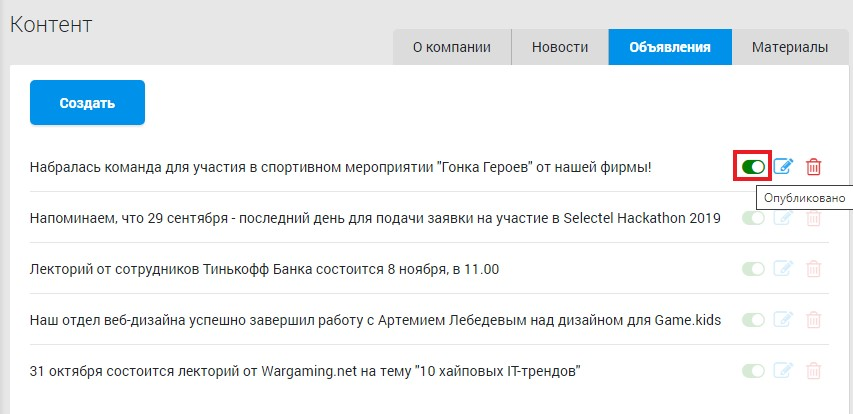 Контент
О компании
Новости
Объявления
Материалы
Создать
Набралась команда для участия в спортивном мероприятии "Гонка Героев" от нашей фирмы!
Опубликовано
Напоминаем, что 29 сентября - последний день для подачи заявки на участие в Selectel Hackathon 2019
Лекторий от сотрудников Тинькофф Банка состоится 8 ноября, в 11.00
Наш отдел веб-дизайна успешно завершил работу с Артемием Лебедевым над дизайном для Game.kids
31 октября состоится лекторий от Wargaming.net на тему "10 хайповых IT-трендов"